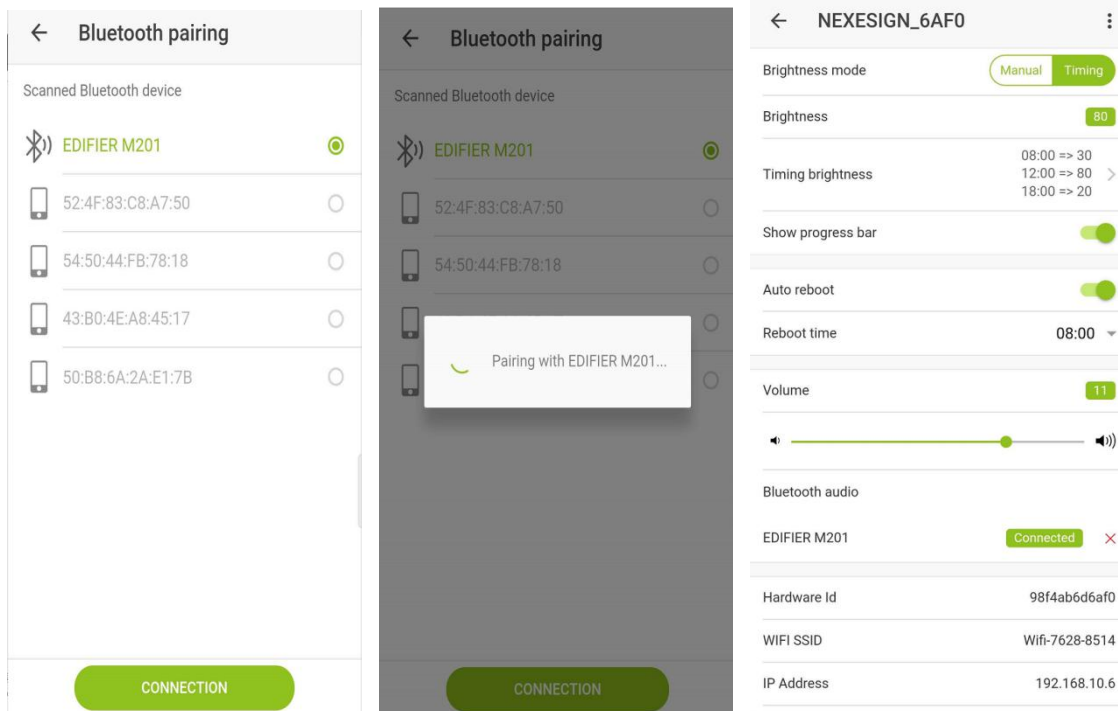 Bluetooth pairing
Scanned Bluetooth device
EDIFIER M201
52:4F:83:C8:A7:50
54:50:44:FB:78:18
43:B0:4E:A8:45:17
50:B8:6A:2A:E1:7B
CONNECTION
Bluetooth pairing
Scanned Bluetooth device
EDIFIER M201
52:4F:83:C8:A7:50
54:50:44:FB:78:18
Pairing with EDIFIER M201...
CONNECTION
NEXESIGN_6AF0
Brightness mode Manual Timing
Brightness 80
Timing brightness
08:00 => 30
12:00 => 80
18:00 => 20
Show progress bar
Auto reboot
Reboot time 08:00
Volume 11
Bluetooth audio
EDIFIER M201 Connected
Hardware Id 98f4ab6d6af0
WIFI SSID Wifi-7628-8514
IP Address 192.168.10.6